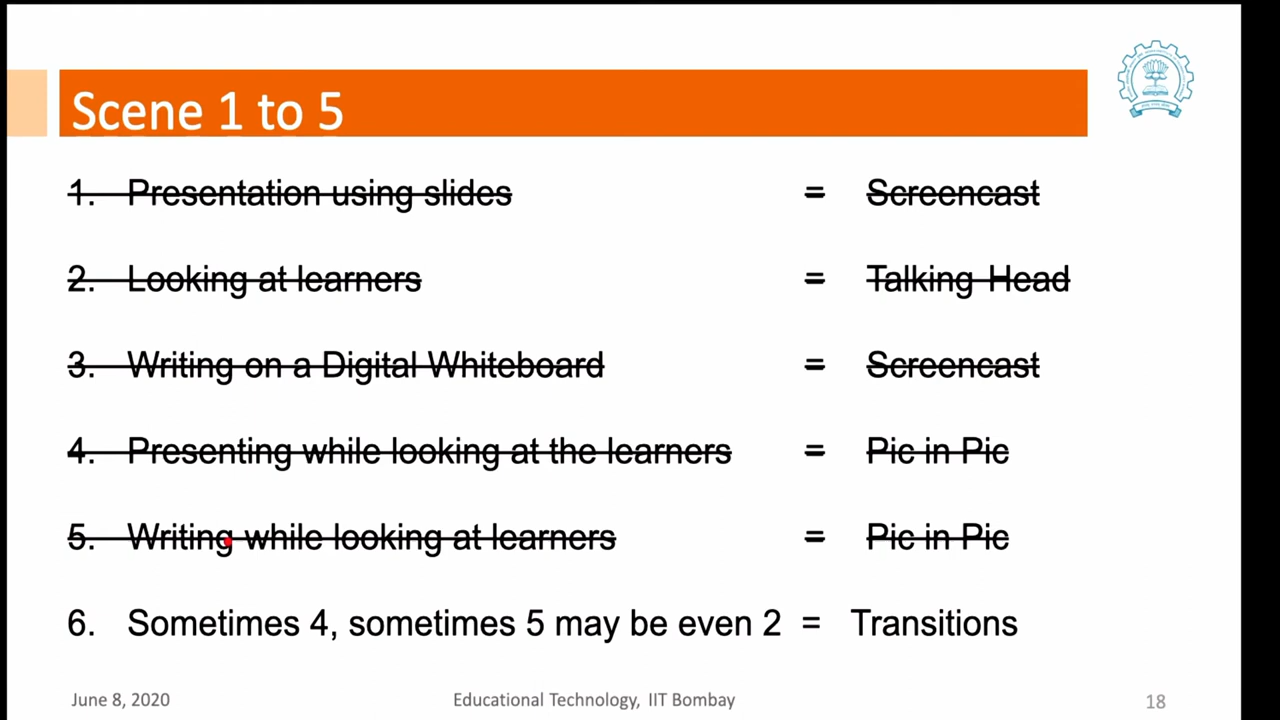 Scene 1 to 5
1. Presentation using slides = Screencast
2. Looking at learners = Talking Head
3. Writing on a Digital Whiteboard = Screencast
4. Presenting while looking at the learners = Pic in Pic
5. Writing while looking at learners = Pic in Pic
6. Sometimes 4, sometimes 5 may be even 2 = Transitions
June 8, 2020 Educational Technology, IIT Bombay 18